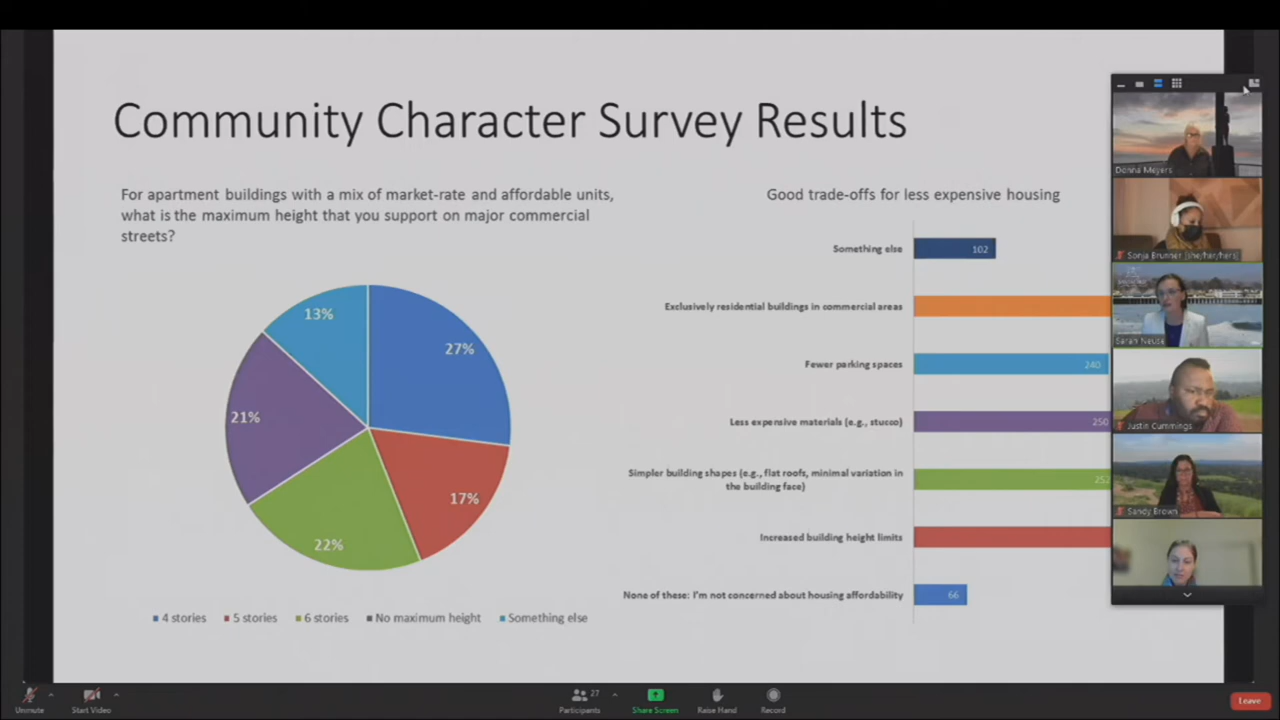 Community Character Survey Results
For apartment buildings with a mix of market-rate and affordable units,
what is the maximum height that you support on major commercial
streets?
27%
17%
22%
21%
13%
4 stories
5 stories
6 stories
No maximum height
Something else
Good trade-offs for less expensive housing
Something else
102
Exclusively residential buildings in commercial areas
Fewer parking spaces
240
Less expensive materials (e.g., stucco)
250
Simpler building shapes (e.g., flat roofs, minimal variation in
the building face)
252
Increased building height limits
None of these: I'm not concerned about housing affordability
66
Donna Meyers
Sonja Brunner (she/her/hers)
Sarah Neuse
Justin Cummings
Sandy Brown
Unmute
Start Video
27
Participants
Share Screen
Raise Hand
Record
Leave